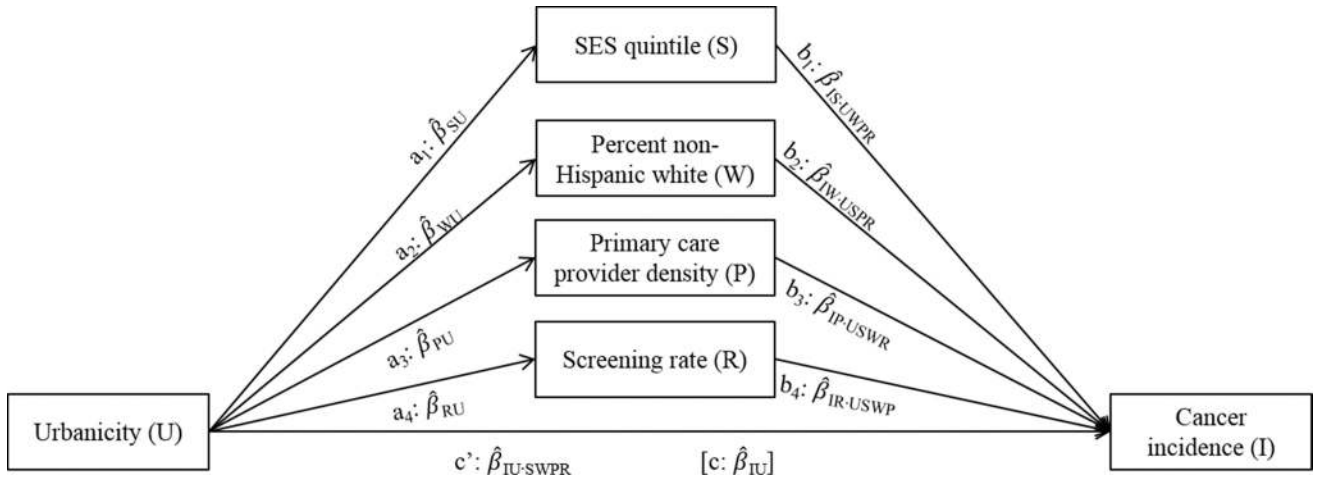 SES quintile (S)
a₁: β̂SU
b₁: β̂IS·UWPR
Percent non-
Hispanic white (W)
a₂: β̂WU
b₂: β̂IW·USPR
Primary care
provider density (P)
a₃: β̂PU
b₃: β̂IP·USWR
Screening rate (R)
a₄: β̂RU
b₄: β̂IR·USWP
Urbanicity (U)
c’: β̂IU·SWPR
[c: β̂IU]
Cancer
incidence (I)